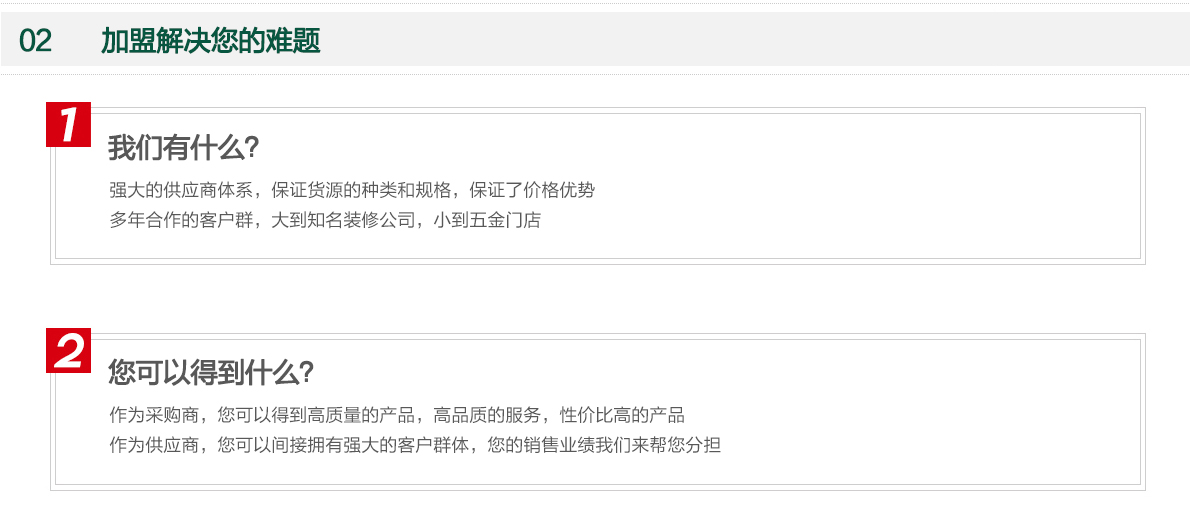 02 加盟解决您的难题
1
我们有什么?
强大的供应商体系，保证货源的种类和规格，保证了价格优势
多年合作的客户群，大到知名装修公司，小到五金门店
2
您可以得到什么?
作为采购商，您可以得到高质量的产品，高品质的服务，性价比高的产品
作为供应商，您可以间接拥有强大的客户群体，您的销售业绩我们来帮您分担